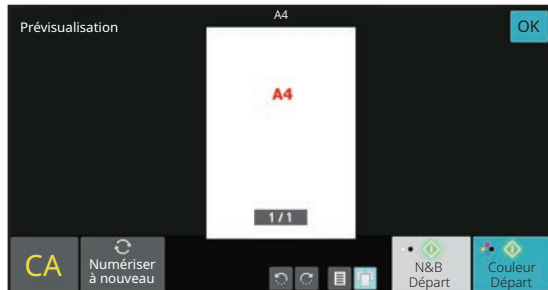 A4
Prévisualisation
OK
A4
1 / 1
CA
Numériser
à nouveau
N&B
Départ
Couleur
Départ